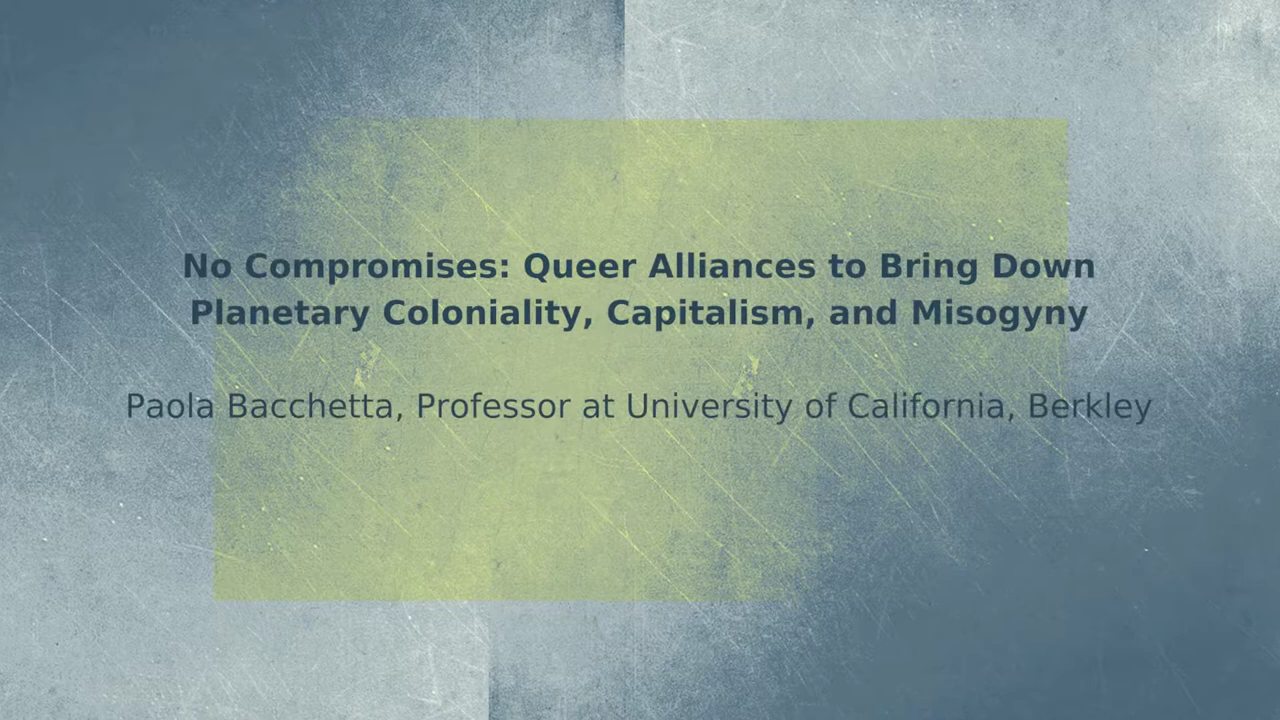 No Compromises: Queer Alliances to Bring Down
Planetary Coloniality, Capitalism, and Misogyny
Paola Bacchetta, Professor at University of California, Berkley